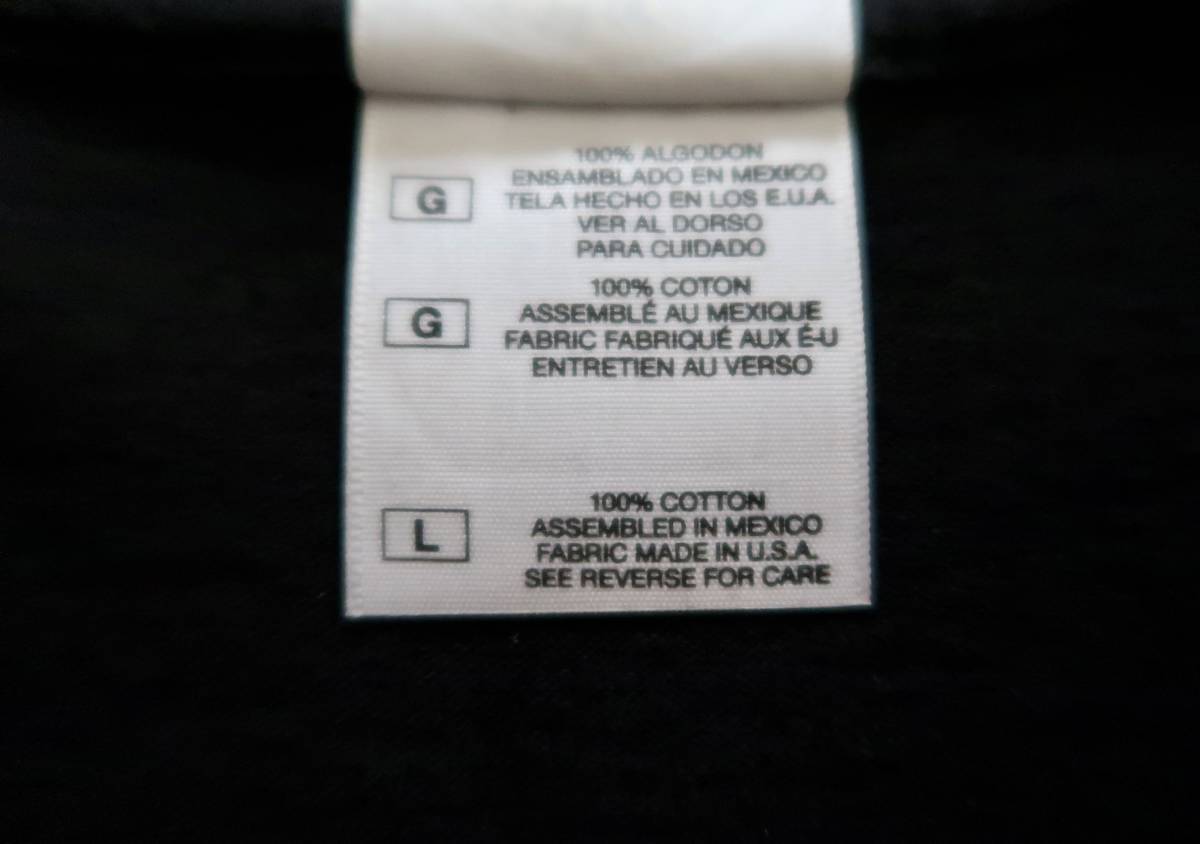 G
100% ALGODON
ENSAMBLADO EN MEXICO
TELA HECHO EN LOS E.U.A.
VER AL DORSO
PARA CUIDADO
G
100% COTON
ASSEMBLÉ AU MEXIQUE
FABRIC FABRIQUÉ AUX É-U
ENTRETIEN AU VERSO
L
100% COTTON
ASSEMBLED IN MEXICO
FABRIC MADE IN U.S.A.
SEE REVERSE FOR CARE